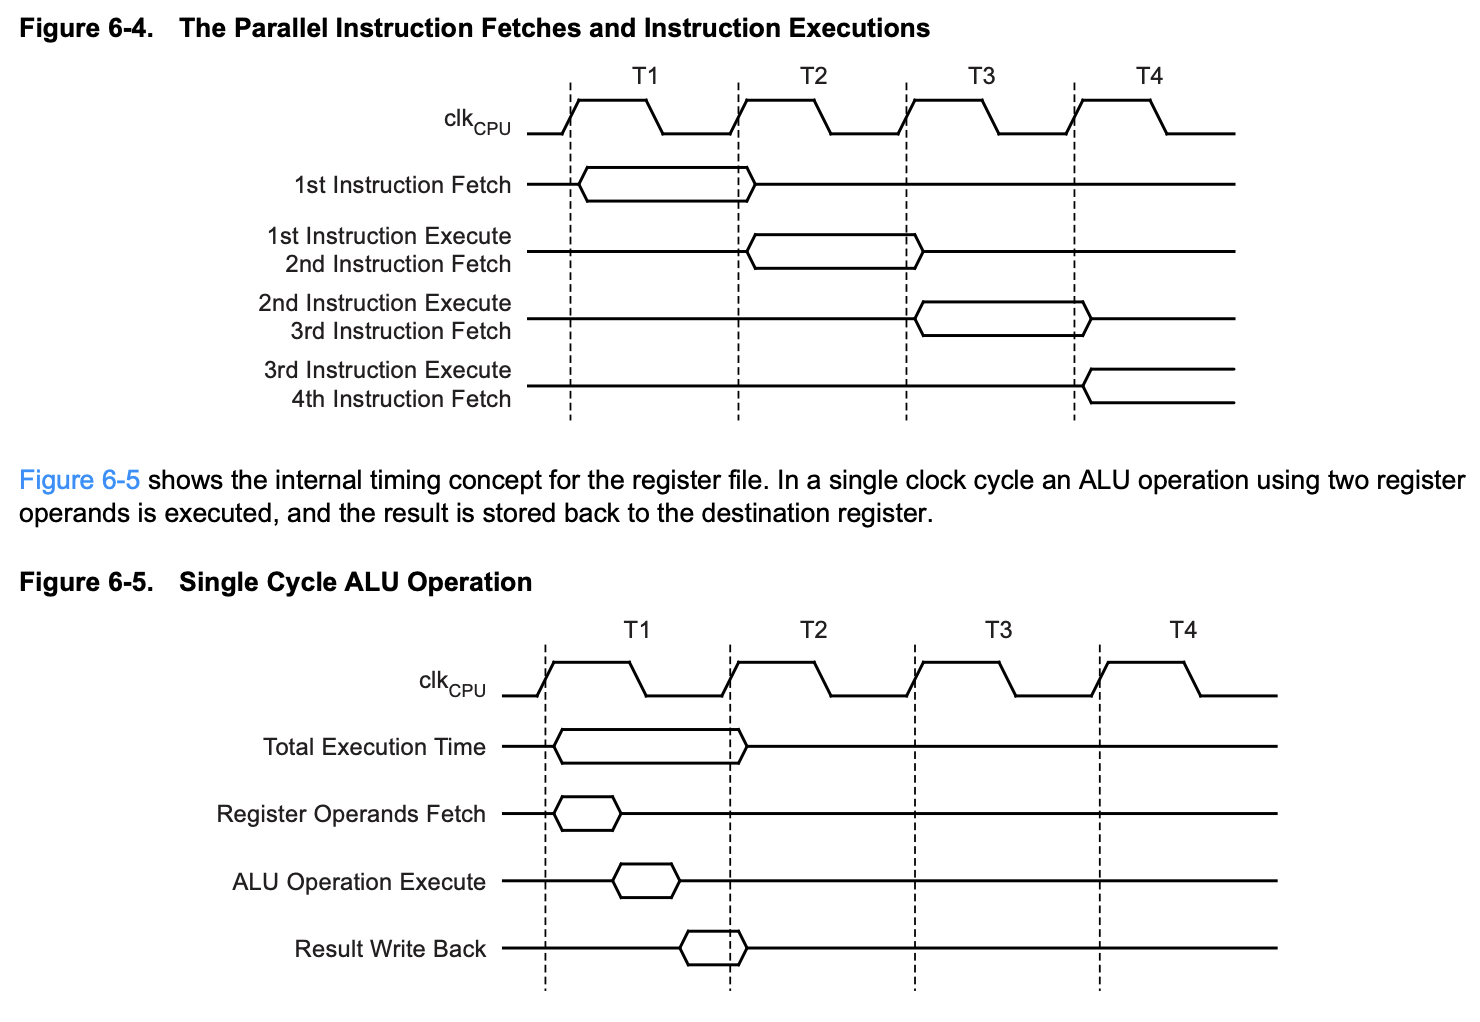 Figure 6-4. The Parallel Instruction Fetches and Instruction Executions
T1 T2 T3 T4
clkCPU
1st Instruction Fetch
1st Instruction Execute
2nd Instruction Fetch
2nd Instruction Execute
3rd Instruction Fetch
3rd Instruction Execute
4th Instruction Fetch
Figure 6-5 shows the internal timing concept for the register file. In a single clock cycle an ALU operation using two register
operands is executed, and the result is stored back to the destination register.
Figure 6-5. Single Cycle ALU Operation
T1 T2 T3 T4
clkCPU
Total Execution Time
Register Operands Fetch
ALU Operation Execute
Result Write Back